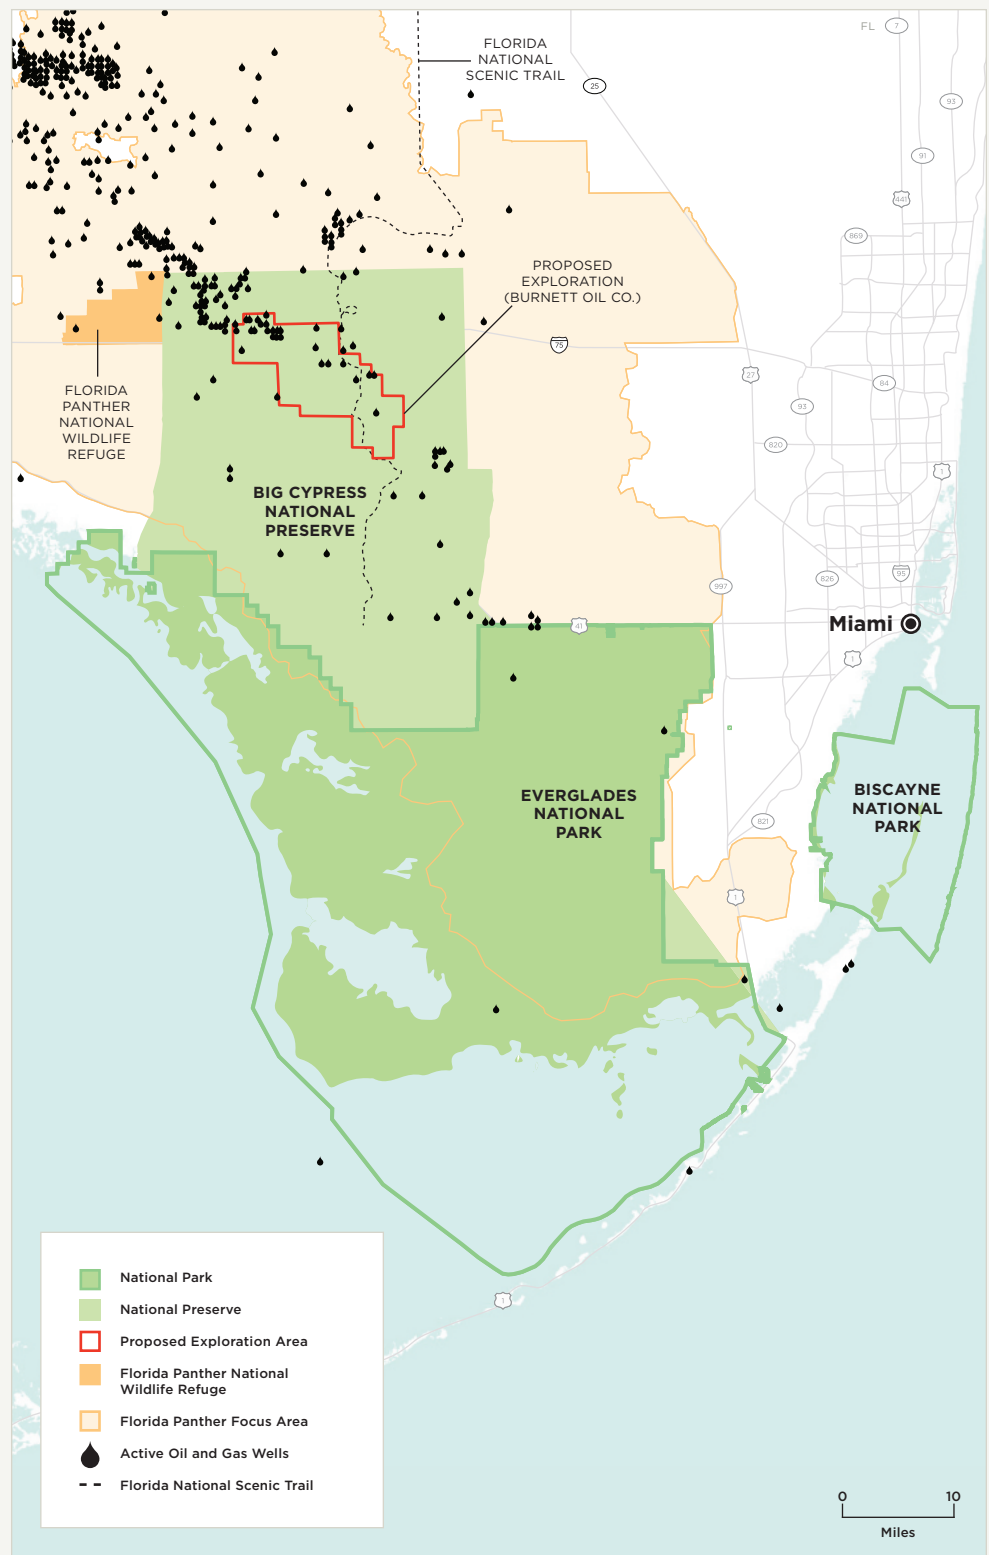 FLORIDA
NATIONAL
SCENIC TRAIL
FL
7
25
93
91
441
869
PROPOSED
EXPLORATION
(BURNETT OIL CO.)
75
27
84
93
820
1
FLORIDA
PANTHER
NATIONAL
WILDLIFE
REFUGE
BIG CYPRESS
NATIONAL
PRESERVE
997
826
95
41
Miami
1
EVERGLADES
NATIONAL
PARK
BISCAYNE
NATIONAL
PARK
821
1
1
National Park
National Preserve
Proposed Exploration Area
Florida Panther National
Wildlife Refuge
Florida Panther Focus Area
Active Oil and Gas Wells
Florida National Scenic Trail
0 10
Miles